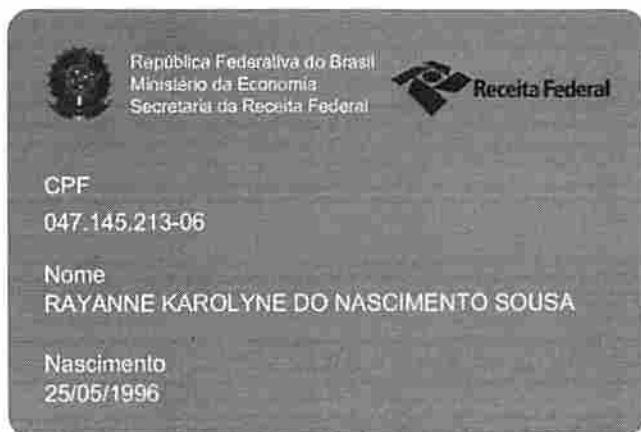 República Federativa do Brasil
Ministério da Economia
Secretaria da Receita Federal
Receita Federal
CPF
047.145.213-06
Nome
RAYANNE KAROLYNE DO NASCIMENTO SOUSA
Nascimento
25/05/1996